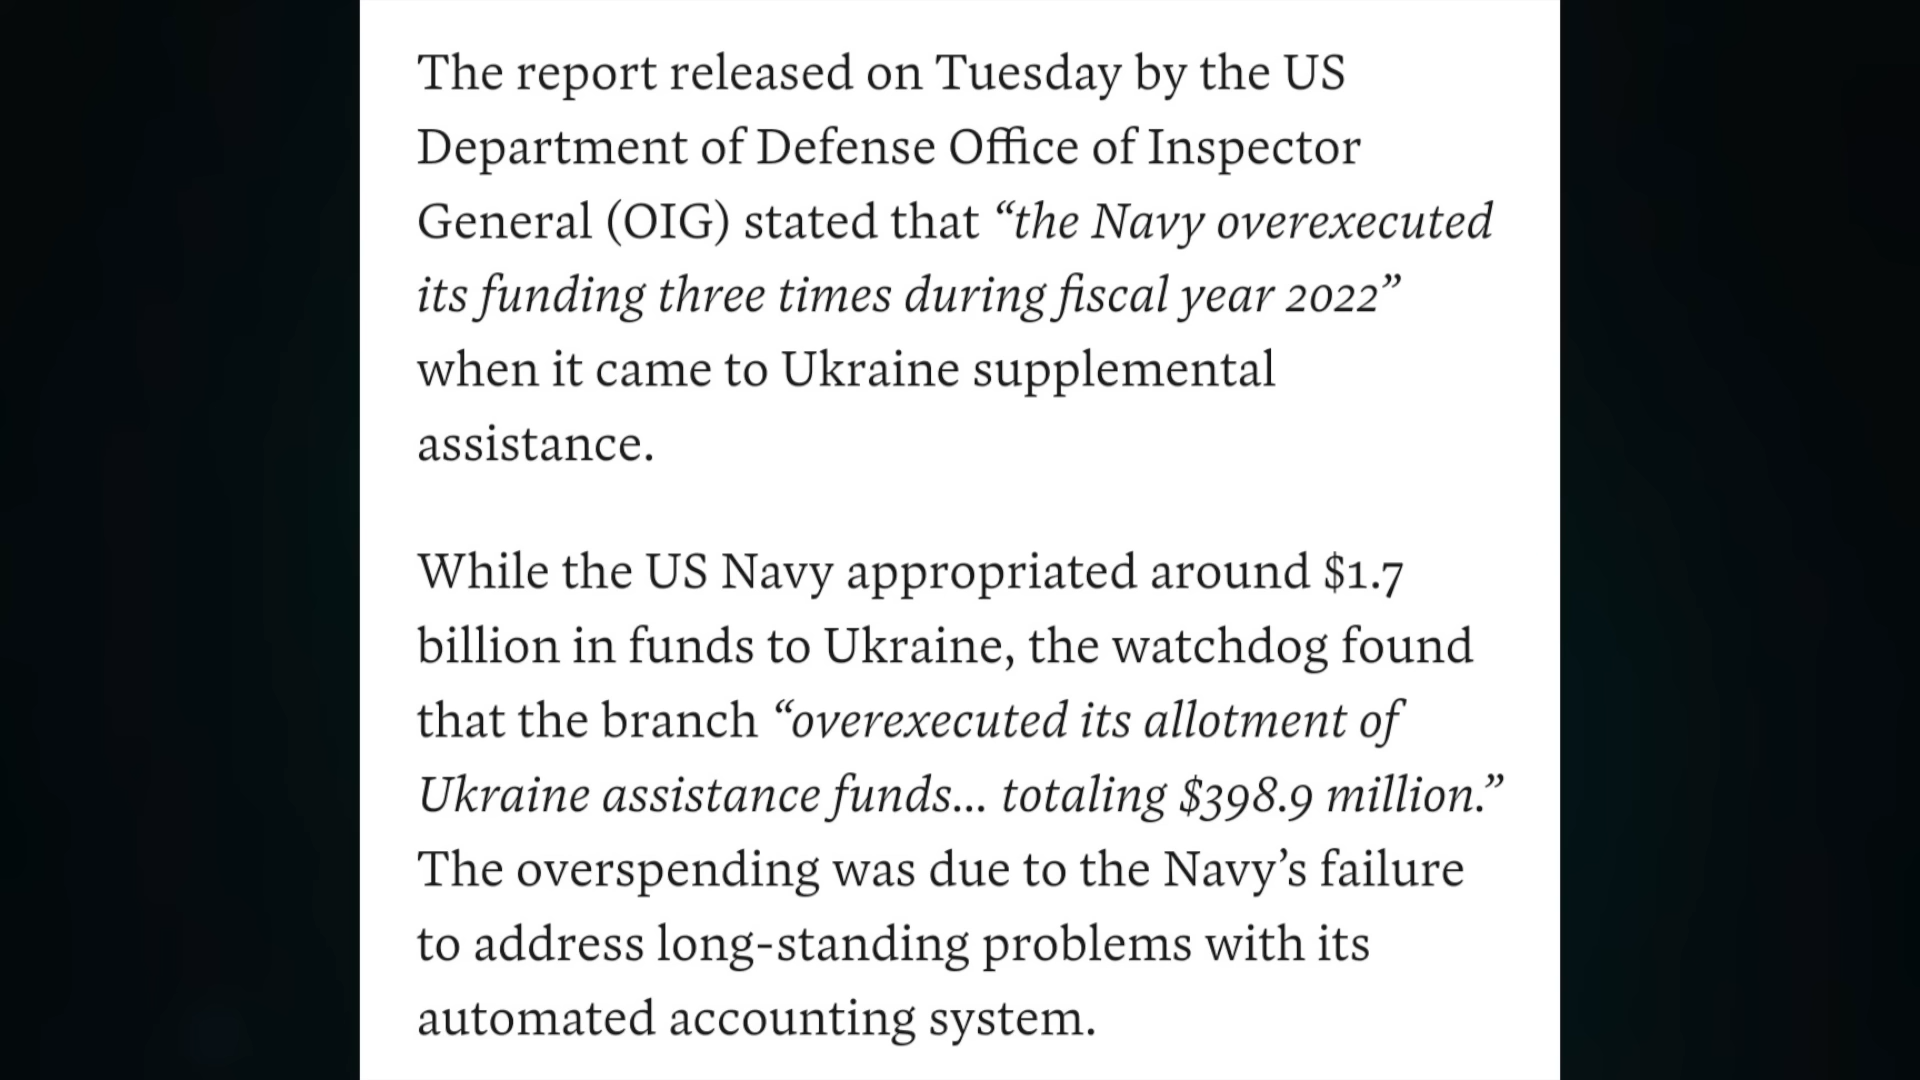 The report released on Tuesday by the US
Department of Defense Office of Inspector
General (OIG) stated that “the Navy overexecuted
its funding three times during fiscal year 2022”
when it came to Ukraine supplemental
assistance.
While the US Navy appropriated around $1.7
billion in funds to Ukraine, the watchdog found
that the branch “overexecuted its allotment of
Ukraine assistance funds... totaling $398.9 million.”
The overspending was due to the Navy’s failure
to address long-standing problems with its
automated accounting system.